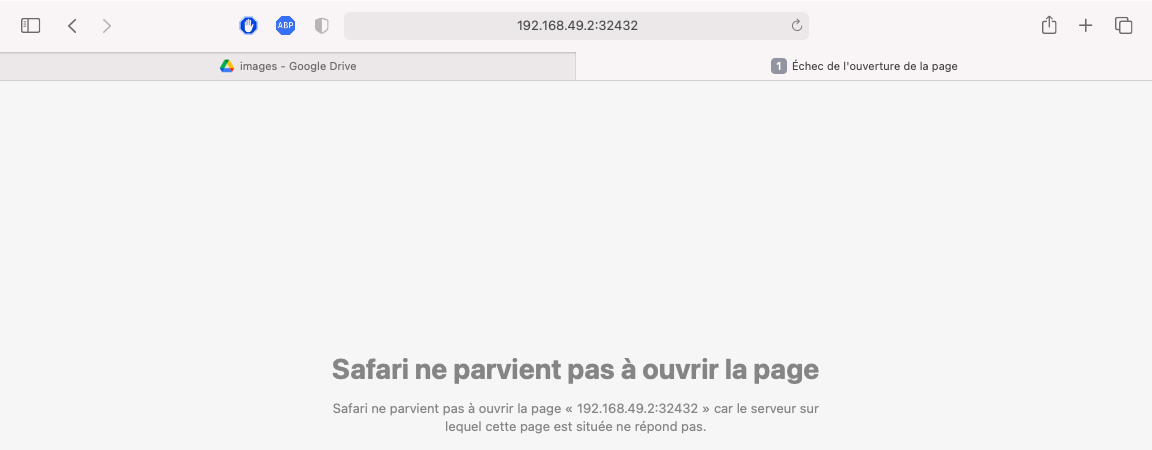 ABP
192.168.49.2:32432
images - Google Drive
1 Échec de l'ouverture de la page
Safari ne parvient pas à ouvrir la page
Safari ne parvient pas à ouvrir la page « 192.168.49.2:32432 » car le serveur sur
lequel cette page est située ne répond pas.